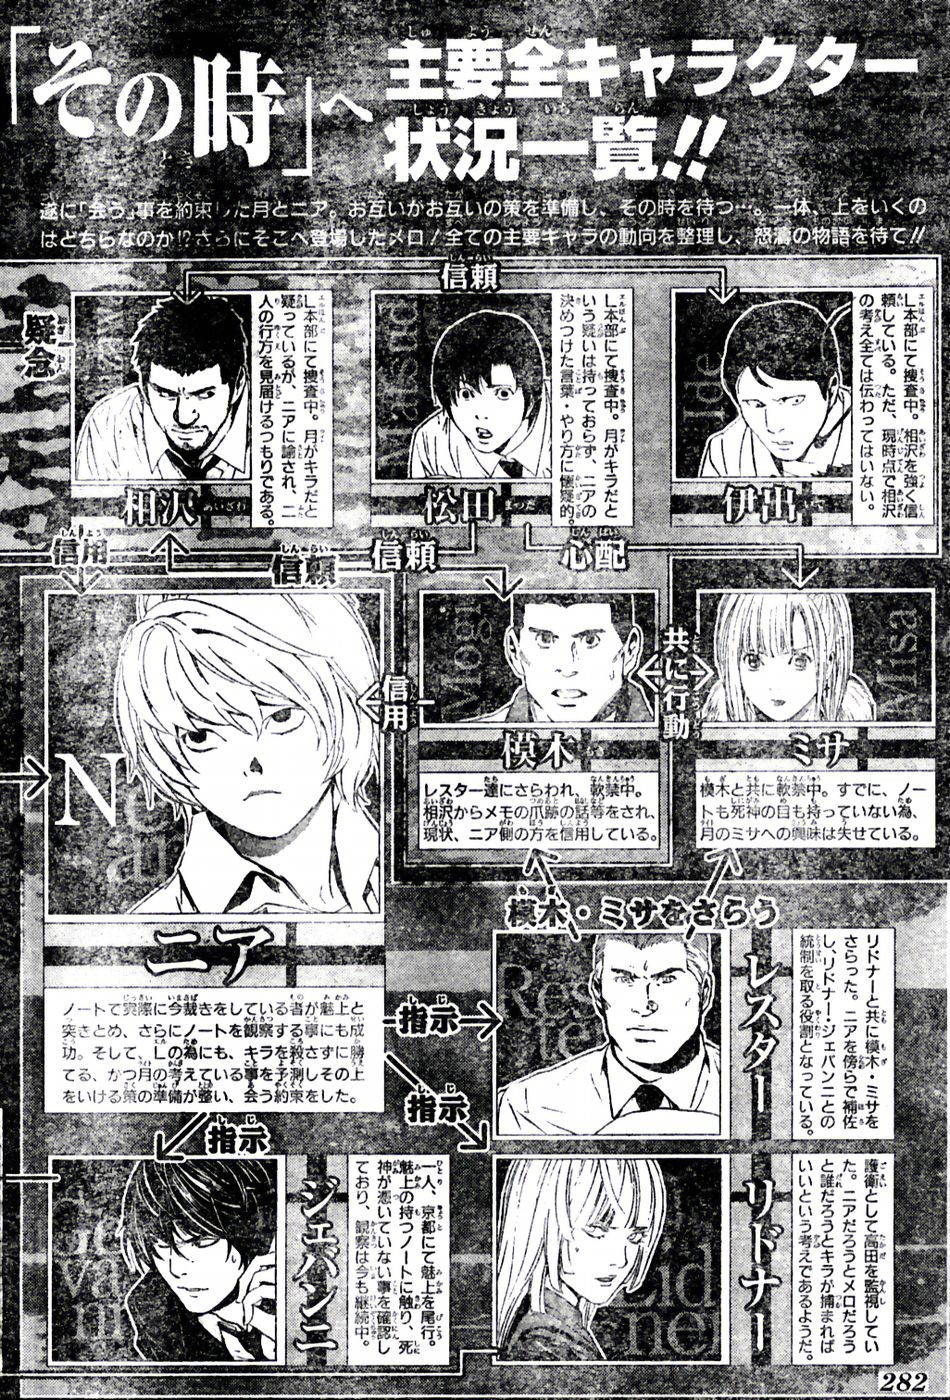 「その時」へ
主要全キャラクター
状況一覧!!
遂に「会う」事を約束した月とニア。お互いがお互いの策を準備し、その時を待つ…。一体、上をいくの
はどちらなのか!?さらにそこへ登場したメロ!全ての主要キャラの動向を整理し、怒濤の物語を待て!!
信頼
疑念
L本部にて捜査中。月がキラだと
疑っているが、ニアに諭され、二
人の行方を見届けるつもりである。
相沢 あいざわ
L本部にて捜査中。月がキラだと
いう疑いは持っておらず、ニアの
決めつけた言葉・やり方に懐疑的。
松田 まつだ
L本部にて捜査中。相沢を強く信
頼している。ただ、現時点で相沢
の考え全ては伝わってはいない。
伊出 いで
信用
信頼
信頼
心配
Near
信用
Mogi
模木
共に行動
Misa
ミサ
レスター達にさらわれ、軟禁中。
相沢からメモの爪跡の話等をされ、
現状、ニア側の方を信用している。
模木と共に軟禁中。すでに、ノー
トも死神の目も持っていない為、
月のミサへの興味は失せている。
模木・ミサをさらう
ニア
ノートで実際に今裁きをしている者が魅上と
突きとめ、さらにノートを観察する事にも成
功。そして、Lの為にも、キラを殺さずに勝
てる、かつ月の考えている事を予測しその上
をいける策の準備が整い、会う約束をした。
指示
指示
指示
レスター
リドナーと共に模木・ミサを
さらった。ニアを傍らで補佐
し、リドナー・ジェバンニとの
統制を取る役割となっている。
ジェバンニ
一人、京都にて魅上を尾行。
魅上の持つノートに触り、死
神が憑いていない事を確認し
ており、観察は今も継続中。
Lidner
リドナー
護衛として高田を監視してい
た。ニアだろうとメロだろう
と誰だろうとキラが捕まれば
いいという考えであるようだ。
282